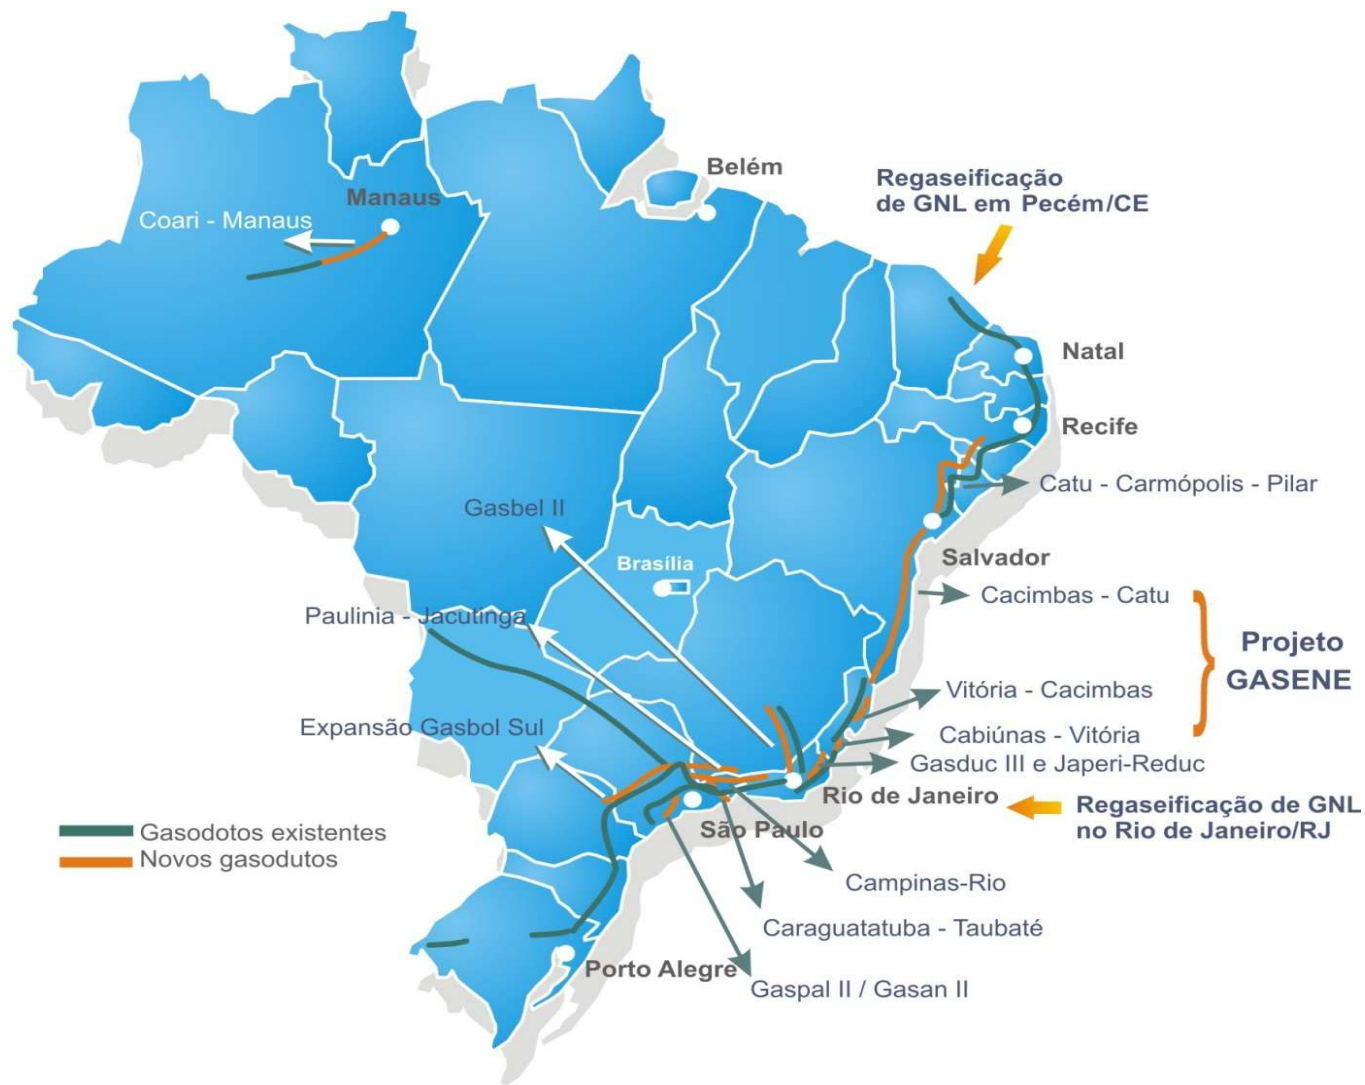 Belém
Regaseificação
de GNL em Pecém/CE
Manaus
Coari - Manaus
Natal
Recife
Catu - Carmópolis - Pilar
Gasbel II
Salvador
Brasília
Cacimbas - Catu
Paulinia - Jacutinga
Projeto
GASENE
Vitória - Cacimbas
Expansão Gasbol Sul
Cabiúnas - Vitória
Gasduc III e Japeri-Reduc
Rio de Janeiro
Regaseificação de GNL
no Rio de Janeiro/RJ
São Paulo
Gasodotos existentes
Novos gasodutos
Campinas-Rio
Caraguatatuba - Taubaté
Porto Alegre
Gaspal II / Gasan II